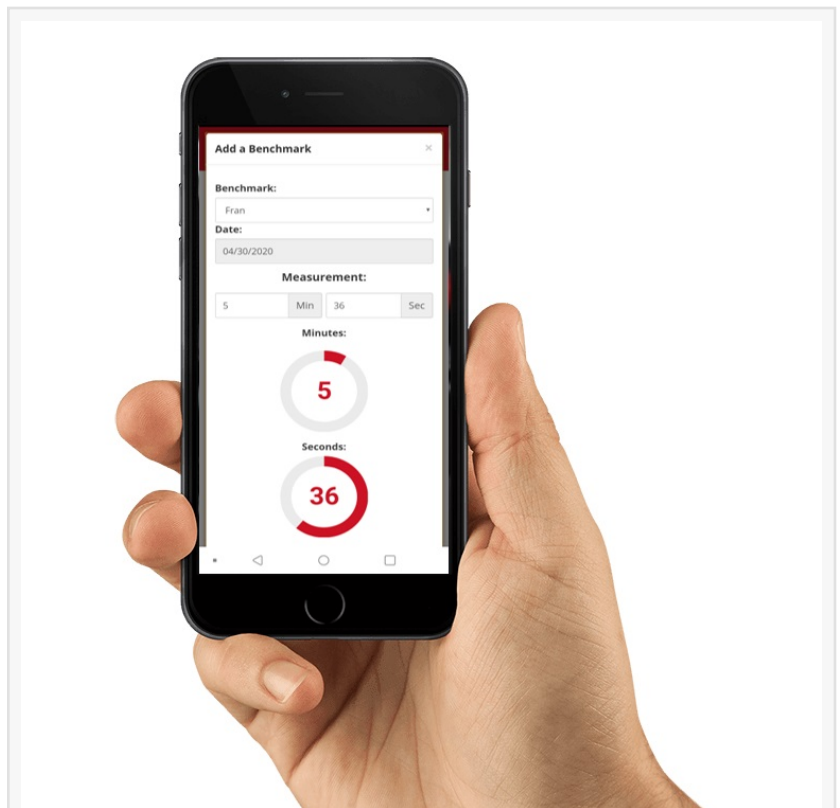 Add a Benchmark ×
Benchmark:
Fran
Date:
04/30/2020
Measurement:
5 Min 36 Sec
Minutes:
5
Seconds:
36